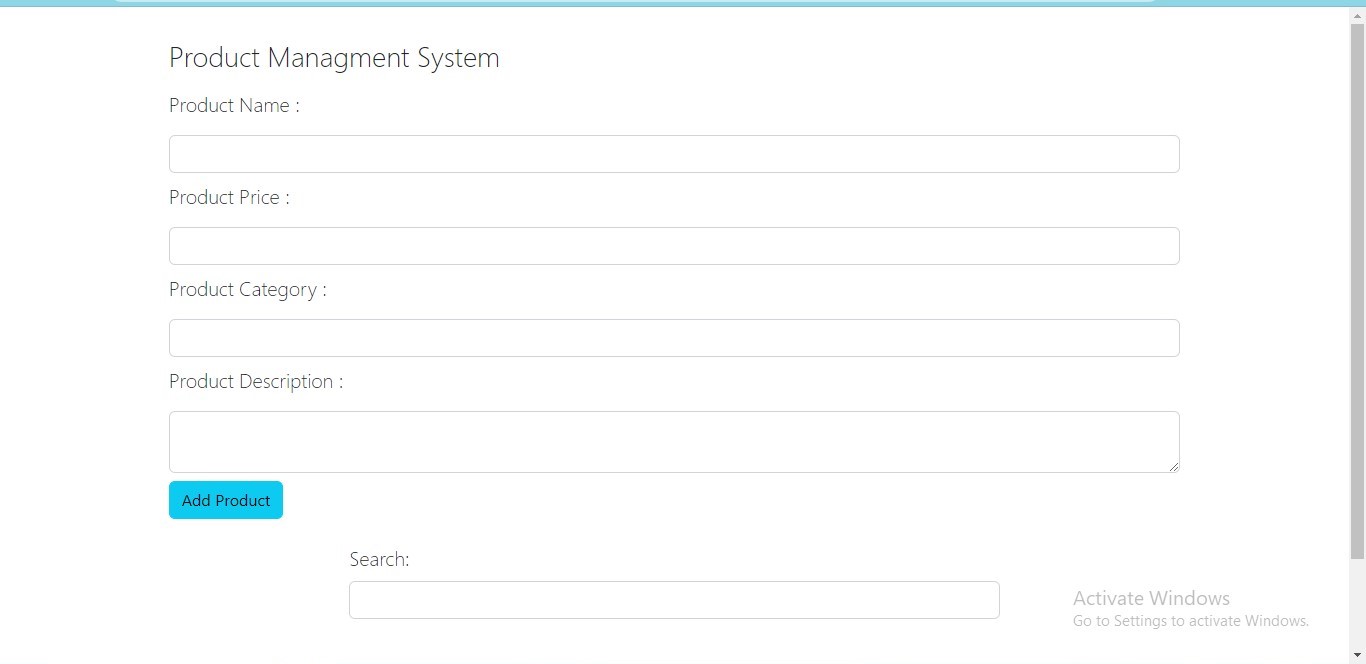 Product Managment System
Product Name :
Product Price :
Product Category :
Product Description :
Add Product
Search:
Activate Windows
Go to Settings to activate Windows.